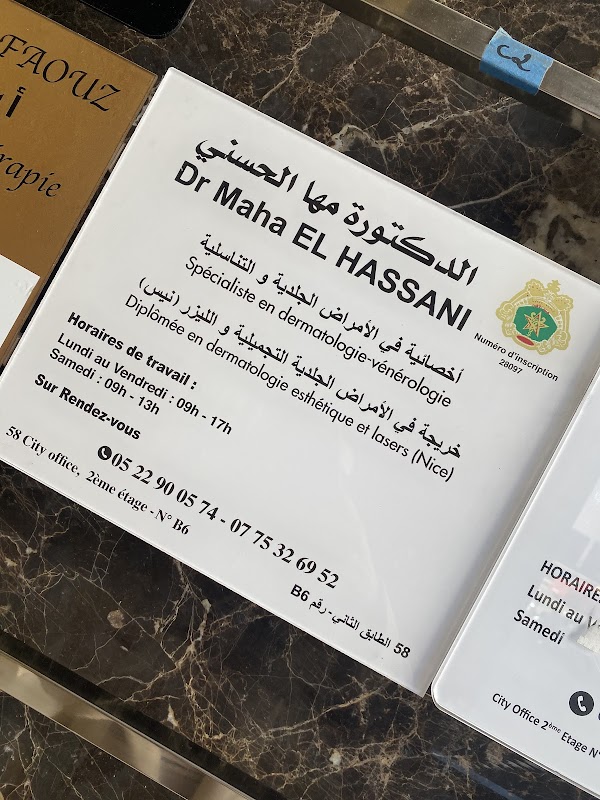 FAOUZ
érapie
C2
الدكتورة مها الحسني
Dr Maha EL HASSANI
أخصائية في الأمراض الجلدية و التناسلية
Spécialiste en dermatologie-vénérologie
خريجة في الأمراض الجلدية التجميلية و الليزر (نيس)
Diplômée en dermatologie esthétique et lasers (Nice)
Numéro d'inscription
28097
Horaires de travail :
Lundi au Vendredi : 09h - 17h
Samedi : 09h - 13h
Sur Rendez-vous
05 22 90 05 74 - 07 75 32 69 52
58 City office, 2ème étage - N° B6
58 الطابق الثاني - رقم B6
HORAIRE
Lundi au V
Samedi
City Office 2ème Etage N°